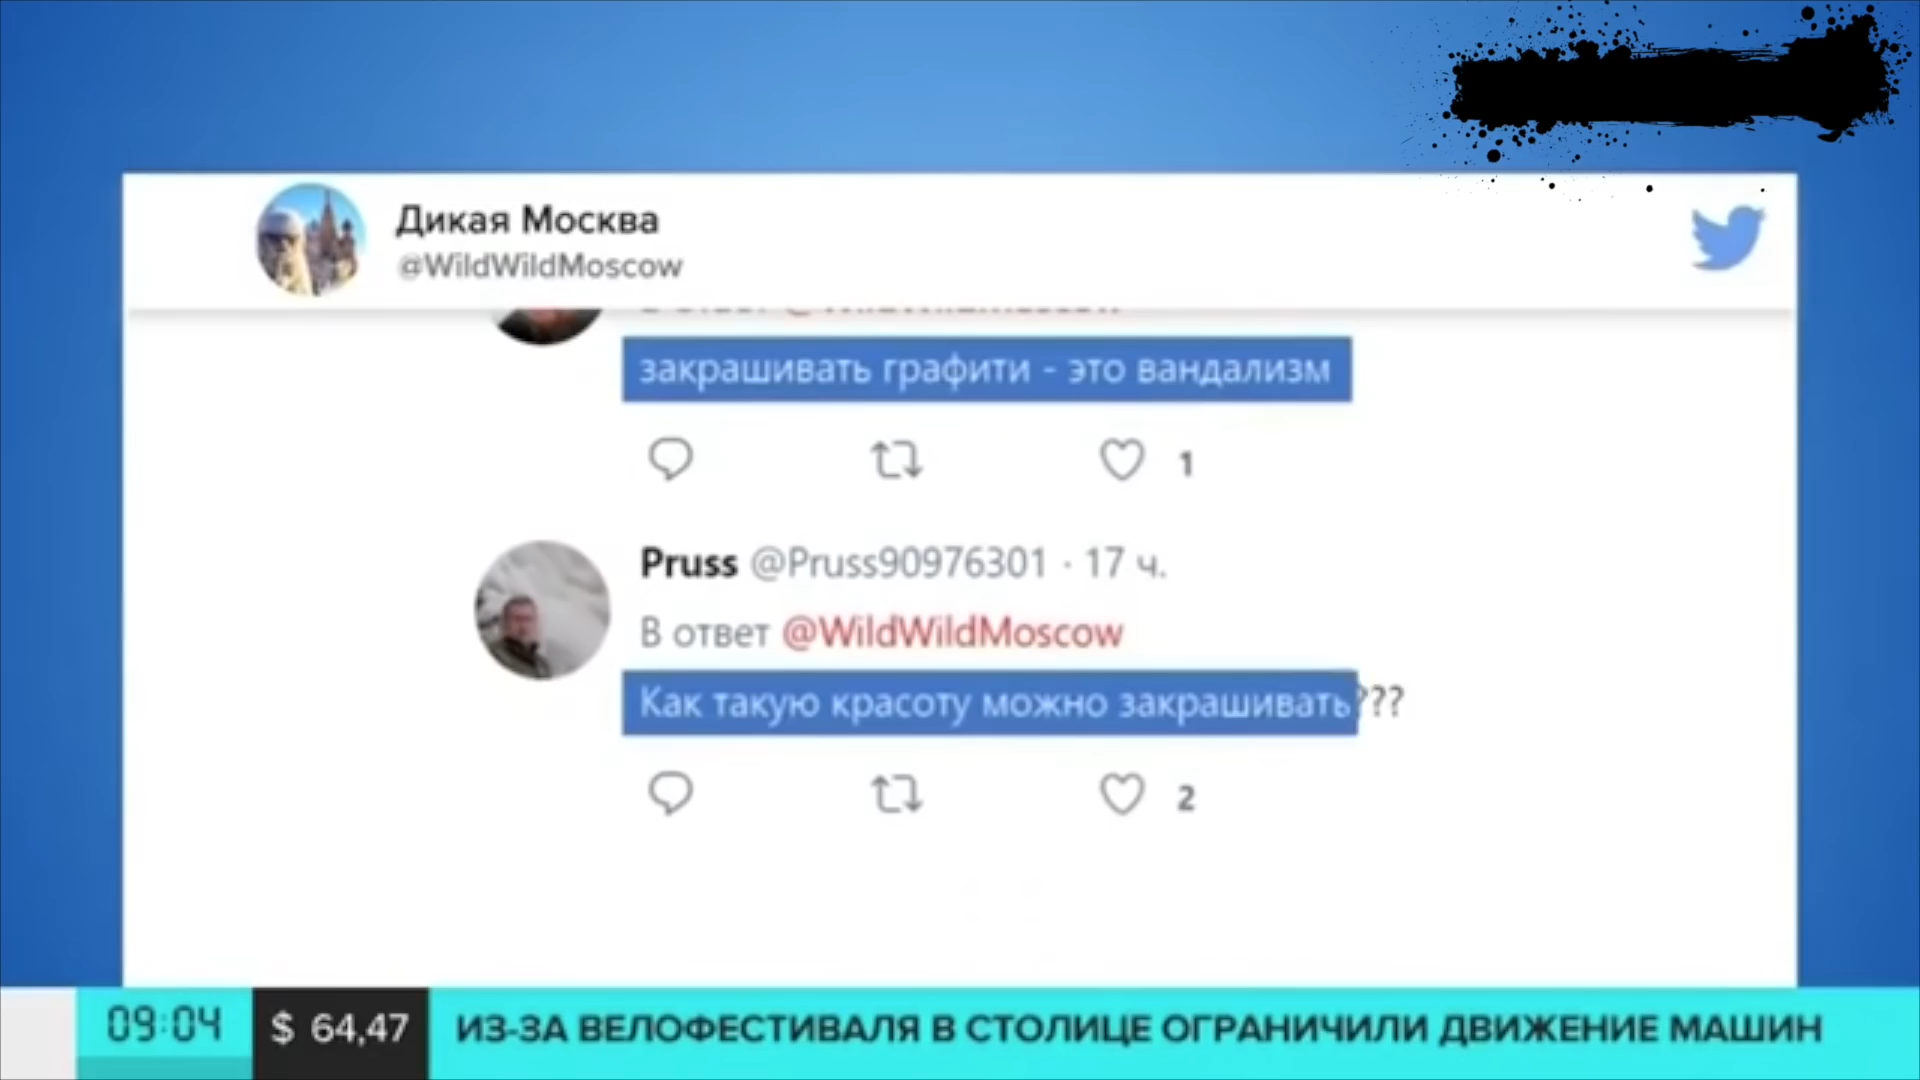 Дикая Москва
@WildWildMoscow
закрашивать графити - это вандализм
1
Pruss @Pruss90976301 · 17 ч.
В ответ @WildWildMoscow
Как такую красоту можно закрашивать???
2
09:04 $ 64,47 ИЗ-ЗА ВЕЛОФЕСТИВАЛЯ В СТОЛИЦЕ ОГРАНИЧИЛИ ДВИЖЕНИЕ МАШИН